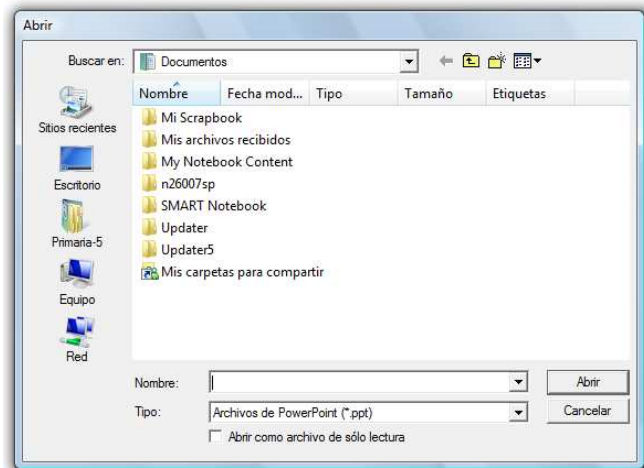 Abrir
Buscar en: Documentos
Nombre Fecha mod... Tipo Tamaño Etiquetas
Sitios recientes
Escritorio
Primaria-5
Equipo
Red
Mi Scrapbook
Mis archivos recibidos
My Notebook Content
n26007sp
SMART Notebook
Updater
Updater5
Mis carpetas para compartir
Nombre: Abrir
Tipo: Archivos de PowerPoint (*.ppt) Cancelar
Abrir como archivo de sólo lectura